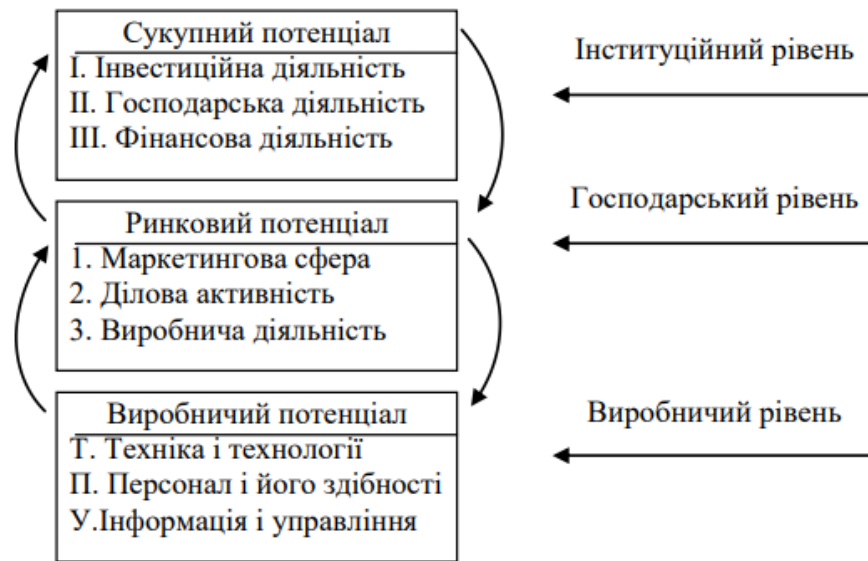 Сукупний потенціал
І. Інвестиційна діяльність
ІІ. Господарська діяльність
ІІІ. Фінансова діяльність
Інституційний рівень
Ринковий потенціал
1. Маркетингова сфера
2. Ділова активність
3. Виробнича діяльність
Господарський рівень
Виробничий потенціал
Т. Техніка і технології
П. Персонал і його здібності
У.Інформація і управління
Виробничий рівень